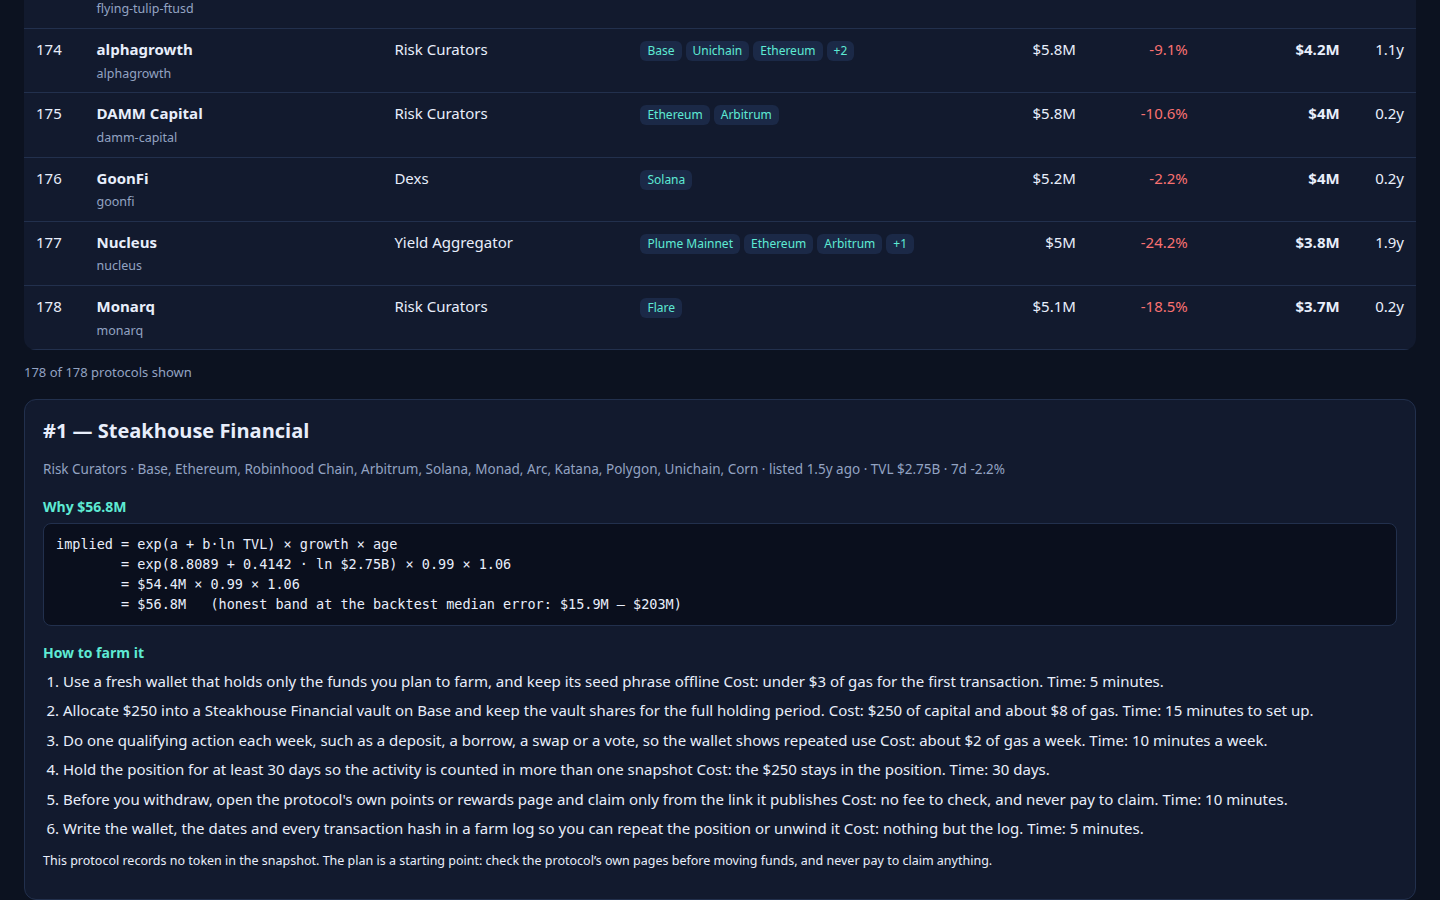 flying-tulip-ftusd
174 alphagrowth Risk Curators Base Unichain Ethereum +2 $5.8M -9.1% $4.2M 1.1y
alphagrowth
175 DAMM Capital Risk Curators Ethereum Arbitrum $5.8M -10.6% $4M 0.2y
damm-capital
176 GoonFi Dexs Solana $5.2M -2.2% $4M 0.2y
goonfi
177 Nucleus Yield Aggregator Plume Mainnet Ethereum Arbitrum +1 $5M -24.2% $3.8M 1.9y
nucleus
178 Monarq Risk Curators Flare $5.1M -18.5% $3.7M 0.2y
monarq
178 of 178 protocols shown
#1 — Steakhouse Financial
Risk Curators · Base, Ethereum, Robinhood Chain, Arbitrum, Solana, Monad, Arc, Katana, Polygon, Unichain, Corn · listed 1.5y ago · TVL $2.75B · 7d -2.2%
Why $56.8M
implied = exp(a + b·ln TVL) × growth × age
= exp(8.8089 + 0.4142 · ln $2.75B) × 0.99 × 1.06
= $54.4M × 0.99 × 1.06
= $56.8M (honest band at the backtest median error: $15.9M — $203M)
How to farm it
1. Use a fresh wallet that holds only the funds you plan to farm, and keep its seed phrase offline Cost: under $3 of gas for the first transaction. Time: 5 minutes.
2. Allocate $250 into a Steakhouse Financial vault on Base and keep the vault shares for the full holding period. Cost: $250 of capital and about $8 of gas. Time: 15 minutes to set up.
3. Do one qualifying action each week, such as a deposit, a borrow, a swap or a vote, so the wallet shows repeated use Cost: about $2 of gas a week. Time: 10 minutes a week.
4. Hold the position for at least 30 days so the activity is counted in more than one snapshot Cost: the $250 stays in the position. Time: 30 days.
5. Before you withdraw, open the protocol's own points or rewards page and claim only from the link it publishes Cost: no fee to check, and never pay to claim. Time: 10 minutes.
6. Write the wallet, the dates and every transaction hash in a farm log so you can repeat the position or unwind it Cost: nothing but the log. Time: 5 minutes.
This protocol records no token in the snapshot. The plan is a starting point: check the protocol’s own pages before moving funds, and never pay to claim anything.